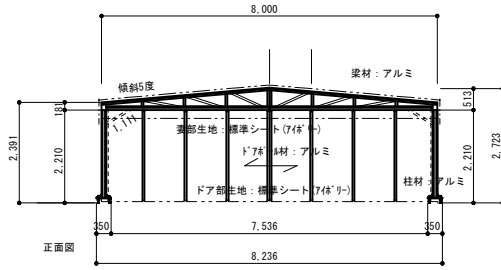 8,000
傾斜5度
梁材：アルミ
181
513
2,391
2,210
妻部生地：標準シート(アイボリー)
ドアポール材：アルミ
2,210
2,723
柱材：アルミ
ドア部生地：標準シート(アイボリー)
350
7,536
350
正面図
8,236